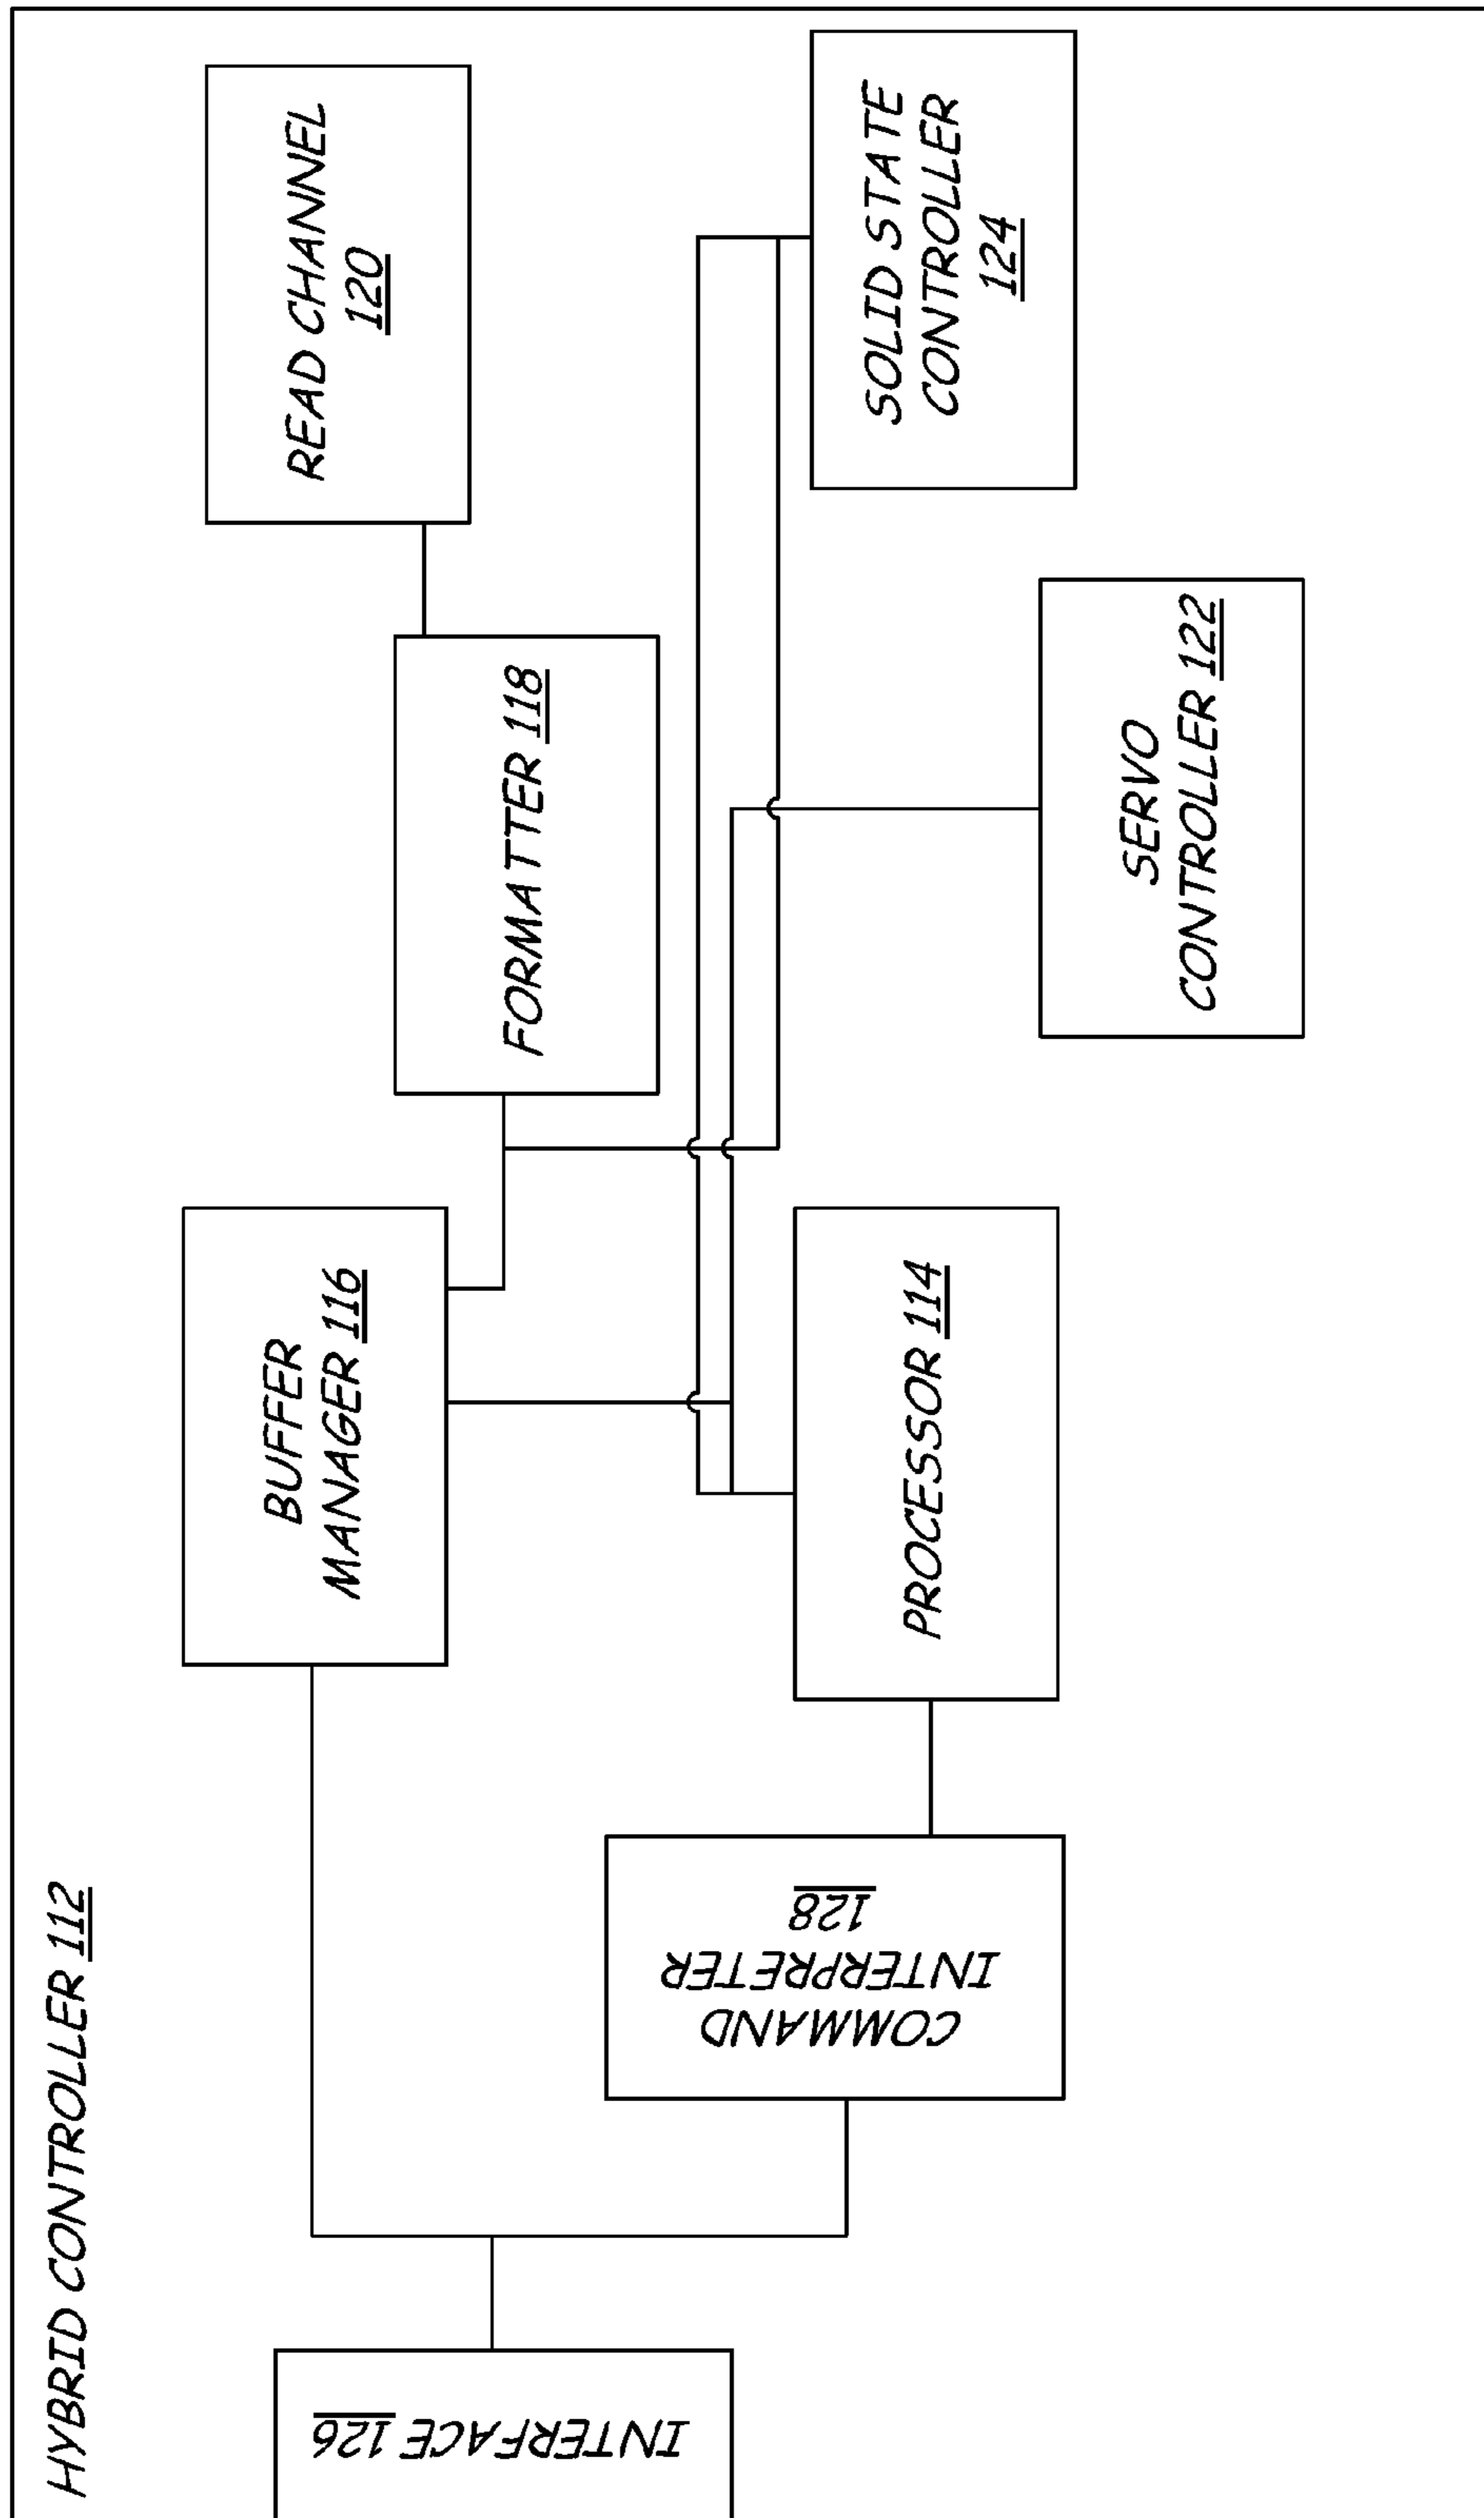 HYBRID CONTROLLER 112
INTERFACE 126
COMMAND
INTERPRETER
128
BUFFER
MANAGER 116
PROCESSOR 114
FORMATTER 118
READ CHANNEL
120
SERVO
CONTROLLER 122
SOLID STATE
CONTROLLER
124